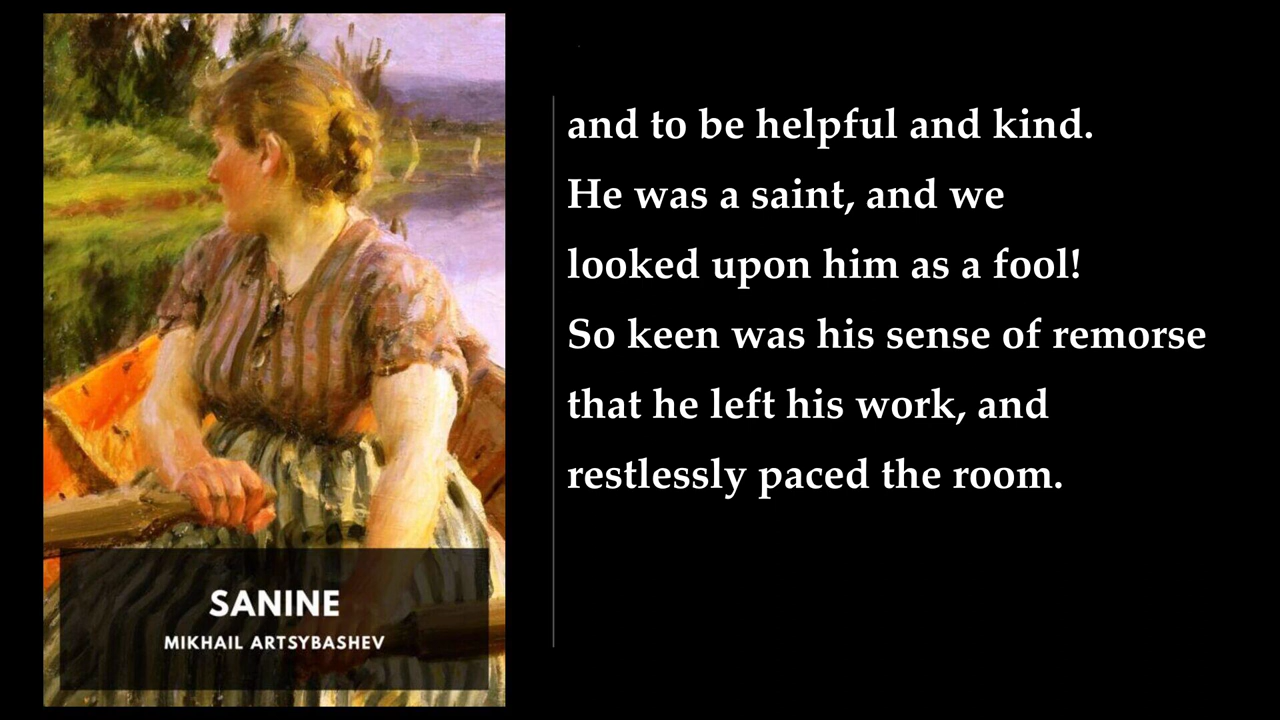 SANINE
MIKHAIL ARTSYBASHEV
and to be helpful and kind.
He was a saint, and we
looked upon him as a fool!
So keen was his sense of remorse
that he left his work, and
restlessly paced the room.